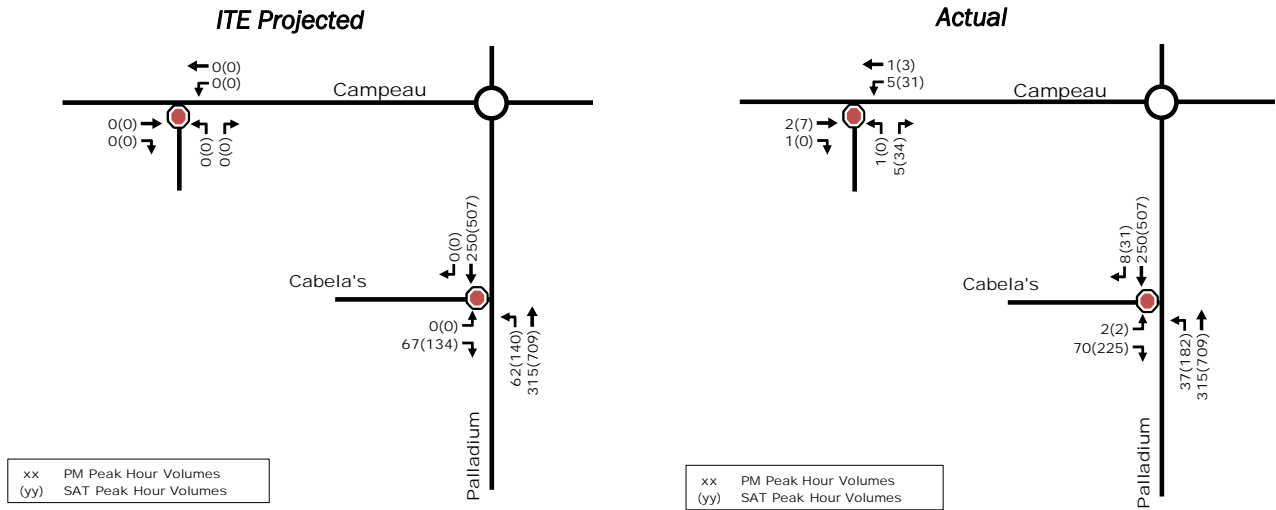 ITE Projected
0(0)
0(0)
Campeau
0(0)
0(0)
0(0)
0(0)
0(0)
250(507)
Cabela's
0(0)
67(134)
62(140)
315(709)
Palladium
xx PM Peak Hour Volumes
(yy) SAT Peak Hour Volumes
Actual
1(3)
5(31)
Campeau
2(7)
1(0)
1(0)
5(34)
8(31)
250(507)
Cabela's
2(2)
70(225)
37(182)
315(709)
Palladium
xx PM Peak Hour Volumes
(yy) SAT Peak Hour Volumes